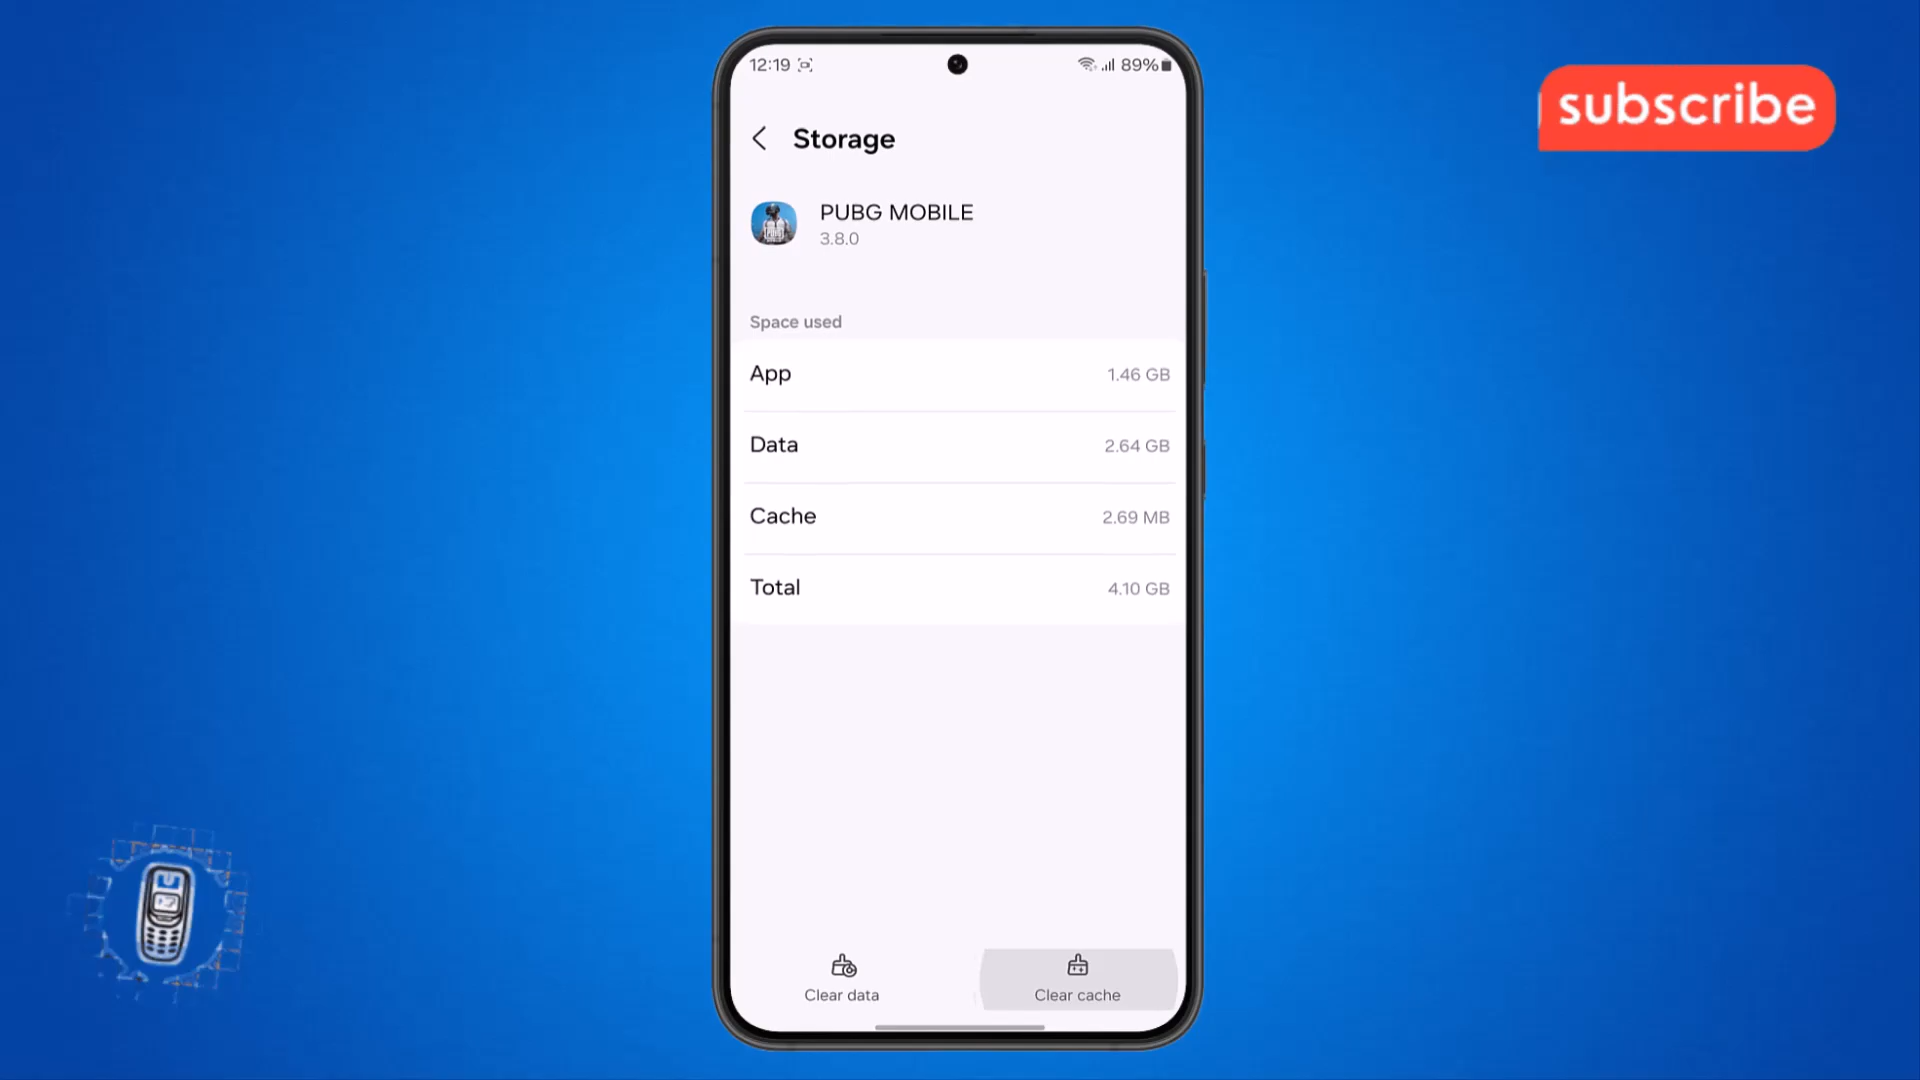 12:19
89%
subscribe
Storage
PUBG MOBILE
3.8.0
Space used
App
1.46 GB
Data
2.64 GB
Cache
2.69 MB
Total
4.10 GB
Clear data
Clear cache